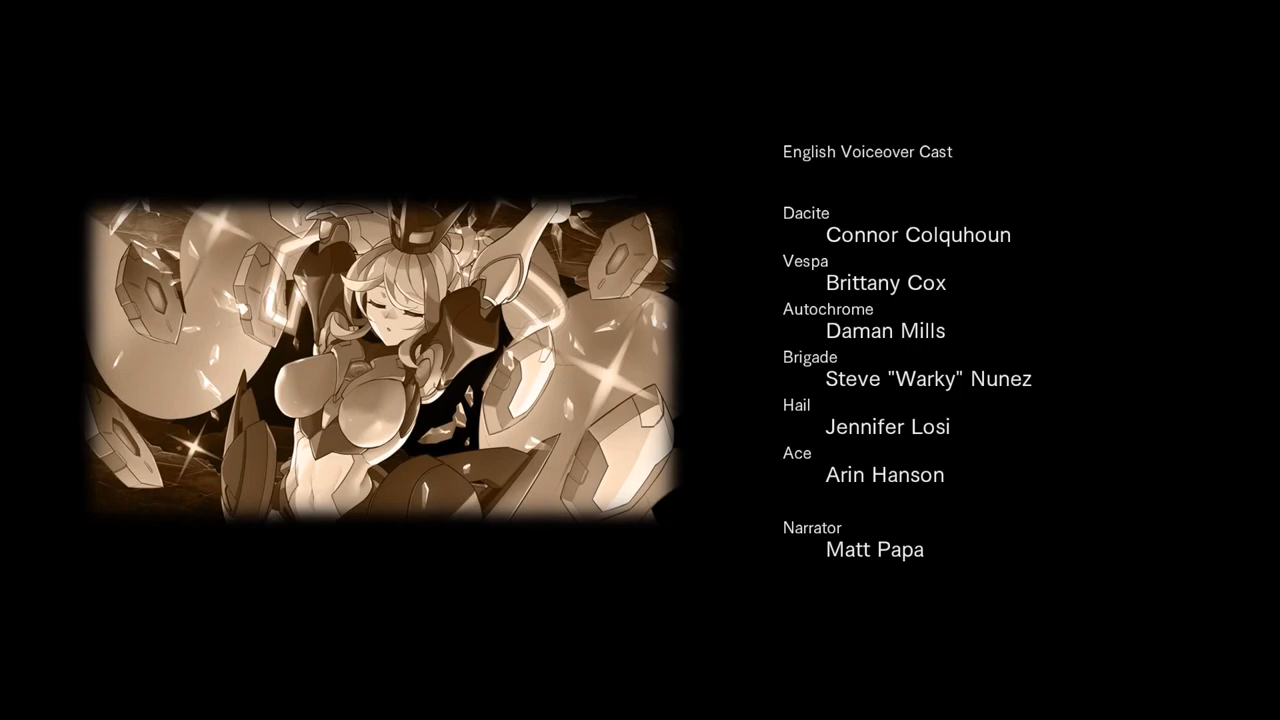 English Voiceover Cast
Dacite
Connor Colquhoun
Vespa
Brittany Cox
Autochrome
Daman Mills
Brigade
Steve "Warky" Nunez
Hail
Jennifer Losi
Ace
Arin Hanson
Narrator
Matt Papa